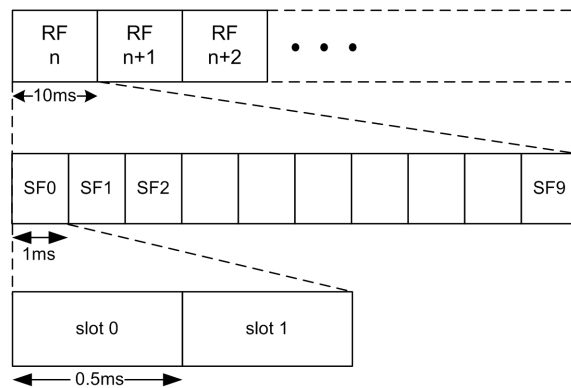 RF
n
RF
n+1
RF
n+2
10ms
SF0
SF1
SF2
SF9
1ms
slot 0
slot 1
0.5ms